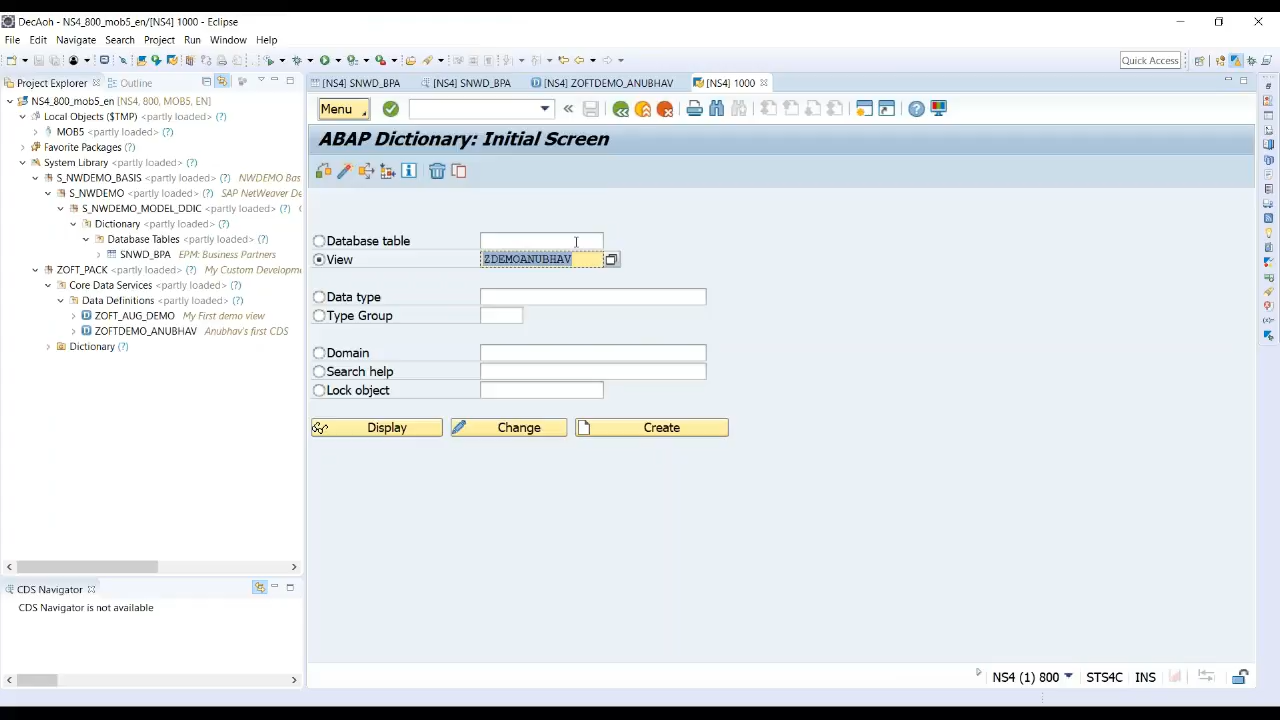 DecAoh - NS4_800_mob5_en/[NS4] 1000 - Eclipse
File Edit Navigate Search Project Run Window Help
Quick Access
Project Explorer Outline
[NS4] SNWD_BPA [NS4] SNWD_BPA [NS4] ZOFTDEMO_ANUBHAV [NS4] 1000
NS4_800_mob5_en [NS4, 800, MOB5, EN]
Local Objects ($TMP) <partly loaded> (?)
MOB5 <partly loaded> (?)
Favorite Packages (?)
System Library <partly loaded> (?)
S_NWDEMO_BASIS <partly loaded> (?) NWDEMO Bas
S_NWDEMO <partly loaded> (?) SAP NetWeaver De
S_NWDEMO_MODEL_DDIC <partly loaded> (?)
Dictionary <partly loaded> (?)
Database Tables <partly loaded> (?)
SNWD_BPA EPM: Business Partners
ZOFT_PACK <partly loaded> (?) My Custom Developme
Core Data Services <partly loaded> (?)
Data Definitions <partly loaded> (?)
ZOFT_AUG_DEMO My First demo view
ZOFTDEMO_ANUBHAV Anubhav's first CDS
Dictionary (?)
CDS Navigator
CDS Navigator is not available
Menu
ABAP Dictionary: Initial Screen
Database table
View ZDEMOANUBHAV
Data type
Type Group
Domain
Search help
Lock object
Display Change Create
NS4 (1) 800 STS4C INS